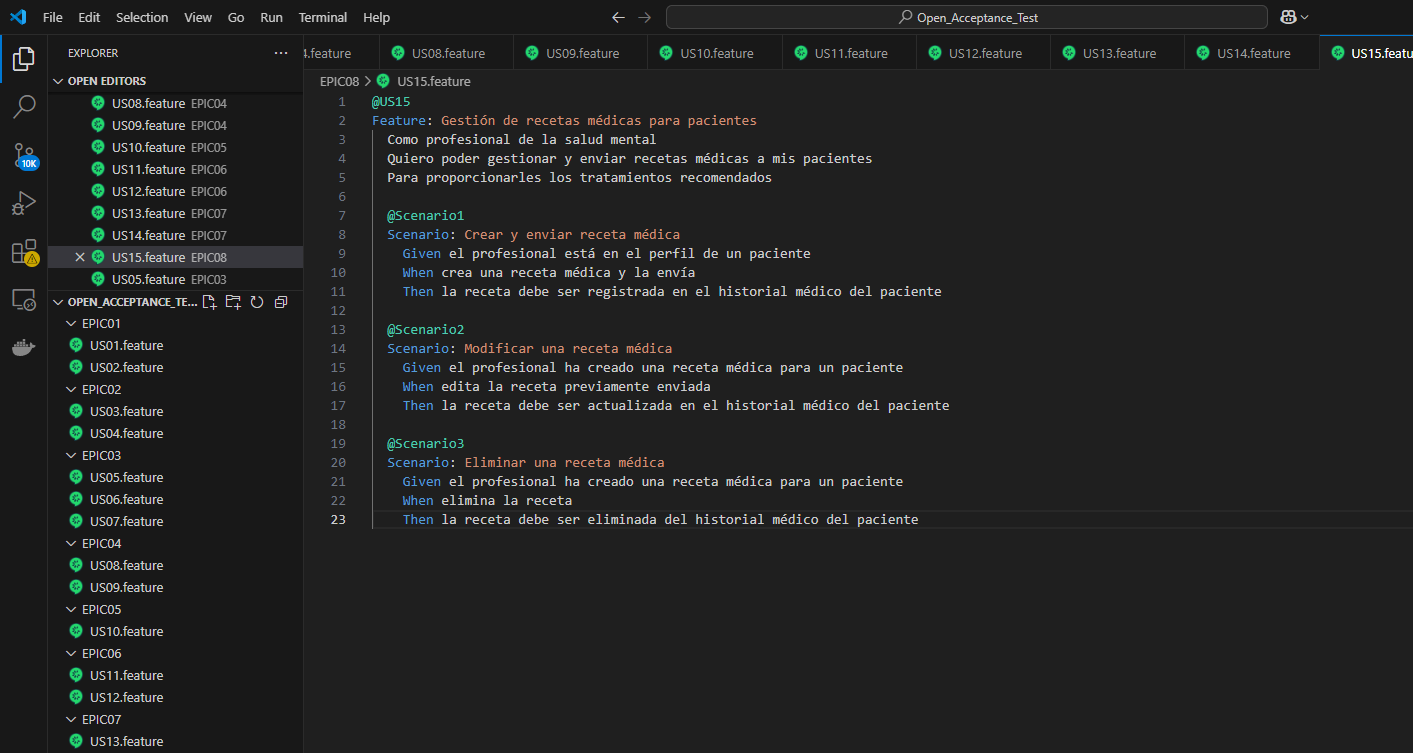 File Edit Selection View Go Run Terminal Help
Open_Acceptance_Test
EXPLORER
OPEN EDITORS
US08.feature EPIC04
US09.feature EPIC04
US10.feature EPIC05
US11.feature EPIC06
US12.feature EPIC06
US13.feature EPIC07
US14.feature EPIC07
US15.feature EPIC08
US05.feature EPIC03
10K
OPEN_ACCEPTANCE_TE...
EPIC01
US01.feature
US02.feature
EPIC02
US03.feature
US04.feature
EPIC03
US05.feature
US06.feature
US07.feature
EPIC04
US08.feature
US09.feature
EPIC05
US10.feature
EPIC06
US11.feature
US12.feature
EPIC07
US13.feature
4.feature US08.feature US09.feature US10.feature US11.feature US12.feature US13.feature US14.feature US15.featu
EPIC08 > US15.feature
1 @US15
2 Feature: Gestión de recetas médicas para pacientes
3 Como profesional de la salud mental
4 Quiero poder gestionar y enviar recetas médicas a mis pacientes
5 Para proporcionarles los tratamientos recomendados
6
7 @Scenario1
8 Scenario: Crear y enviar receta médica
9 Given el profesional está en el perfil de un paciente
10 When crea una receta médica y la envía
11 Then la receta debe ser registrada en el historial médico del paciente
12
13 @Scenario2
14 Scenario: Modificar una receta médica
15 Given el profesional ha creado una receta médica para un paciente
16 When edita la receta previamente enviada
17 Then la receta debe ser actualizada en el historial médico del paciente
18
19 @Scenario3
20 Scenario: Eliminar una receta médica
21 Given el profesional ha creado una receta médica para un paciente
22 When elimina la receta
23 Then la receta debe ser eliminada del historial médico del paciente